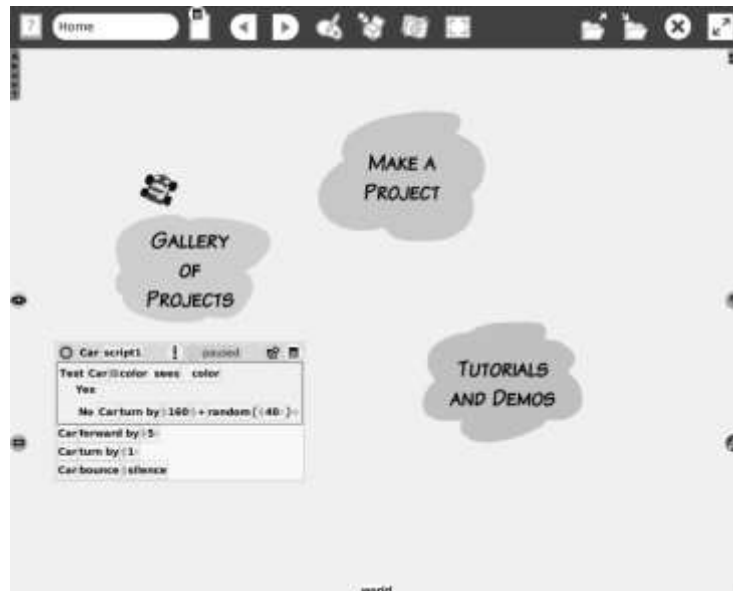 ?
Home
MAKE A
PROJECT
GALLERY
OF
PROJECTS
TUTORIALS
AND DEMOS
Car script1 ! paused
Test Car color sees color
Yes
No Car turn by 160 + random ( 40 )
Car forward by 5
Car turn by 1
Car bounce silence
world